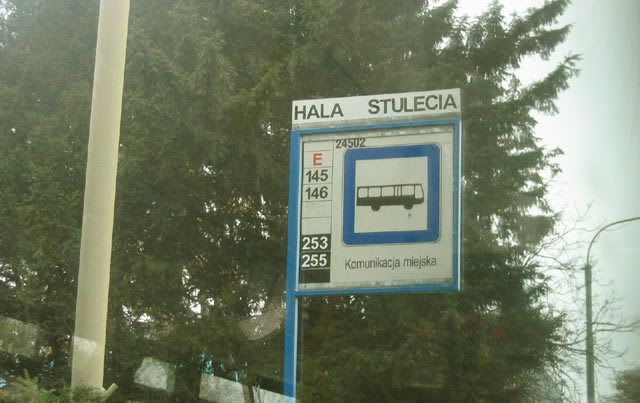 HALA STULECIA
24502
E
145
146
253
255
Komunikacja miejska